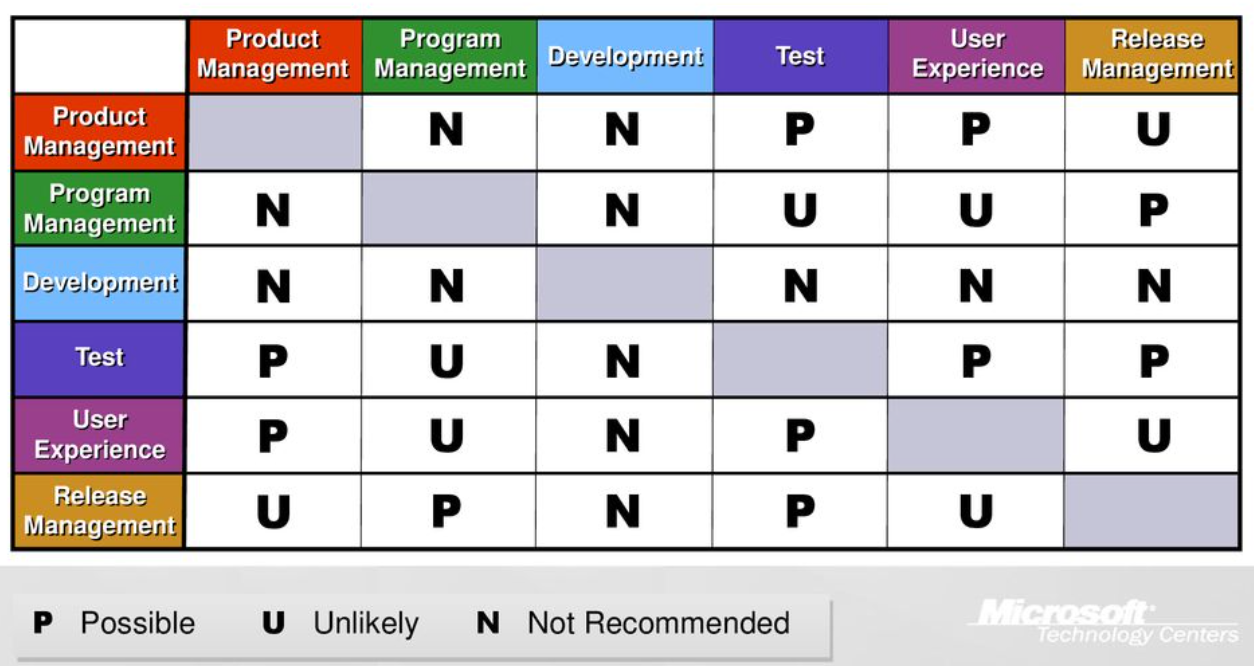 Product Management
Program Management
Development
Test
User Experience
Release Management
Product Management N N P P U
Program Management N N U U P
Development N N N N N
Test P U N P P
User Experience P U N P U
Release Management U P N P U
P Possible U Unlikely N Not Recommended
Microsoft
Technology Centers